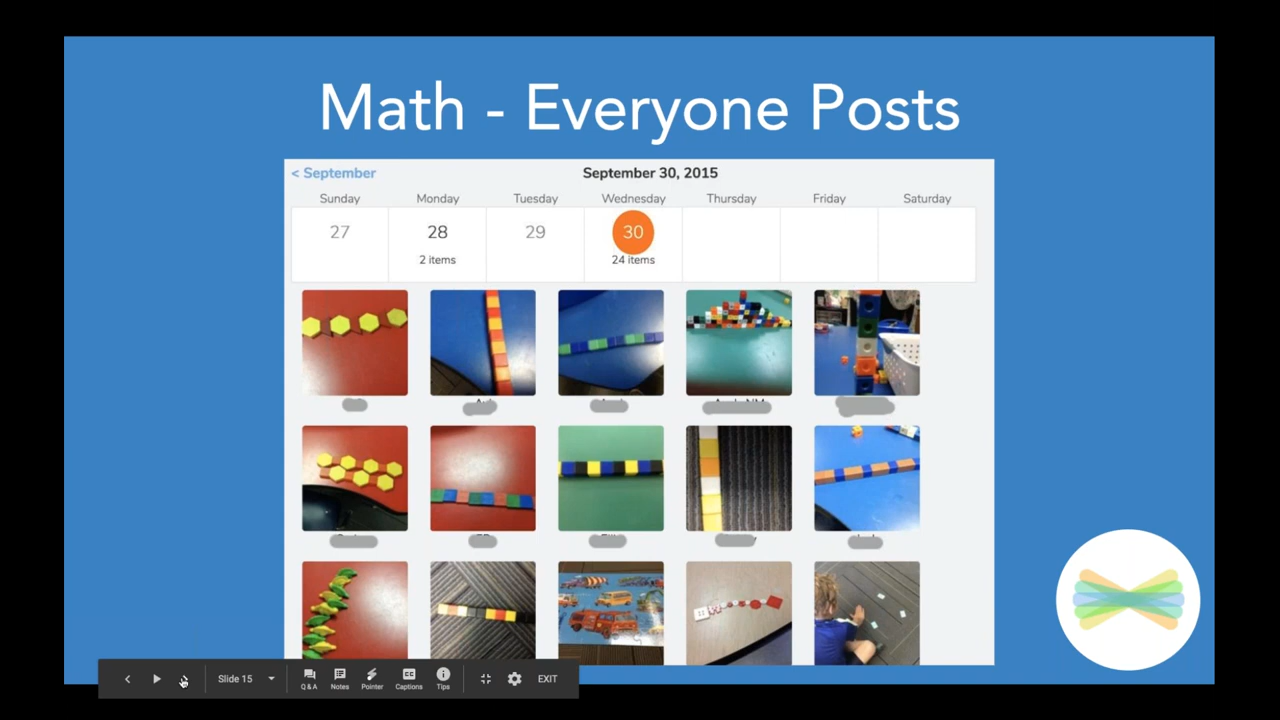 Math - Everyone Posts
< September
September 30, 2015
Sunday Monday Tuesday Wednesday Thursday Friday Saturday
27 28 29 30
2 items 24 items
Slide 15
Q & A Notes Pointer Captions Tips
EXIT